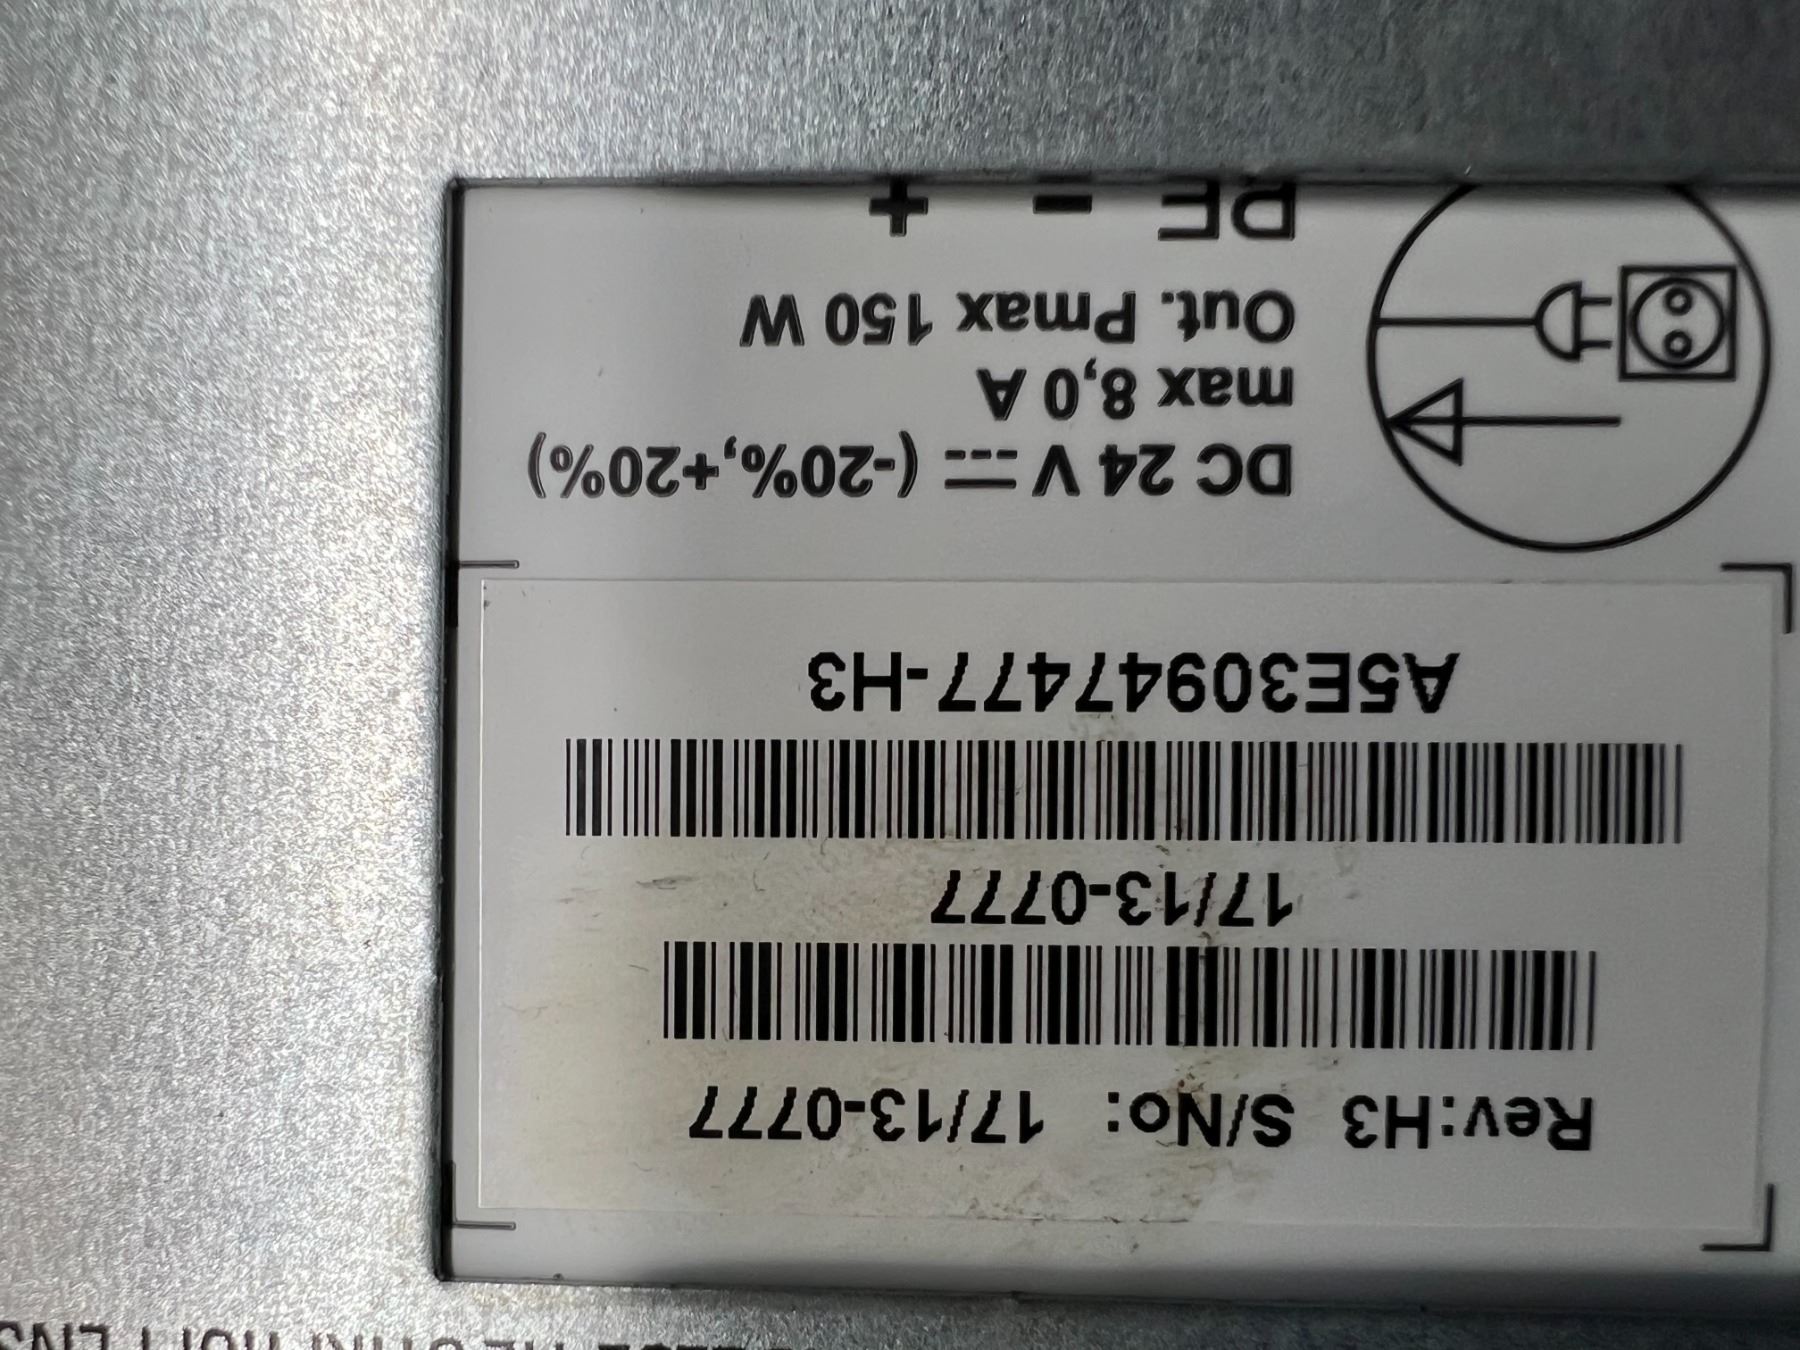 Rev:H3 S/No: 17/13-0777
17/13-0777
A5E30947477-H3
DC 24 V ⎓ (-20%,+20%)
max 8,0 A
Out. Pmax 150 W
PE - +